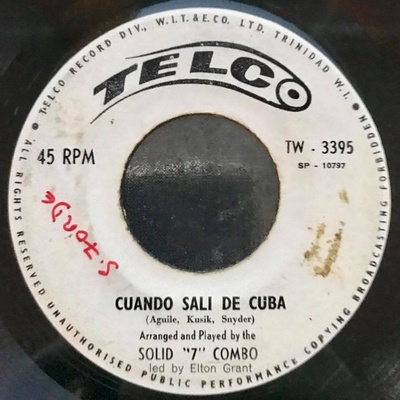 TELCO RECORD DIV., W.I.T. & E. CO. LTD. TRINIDAD W.I.
ALL RIGHTS RESERVED UNAUTHORISED PUBLIC PERFORMANCE COPYING BROADCASTING FORBIDDEN
TELCO
45 RPM
TW - 3395
SP - 10797
CUANDO SALI DE CUBA
(Aguile, Kusik, Snyder)
Arranged and Played by the
SOLID "7" COMBO
led by Elton Grant